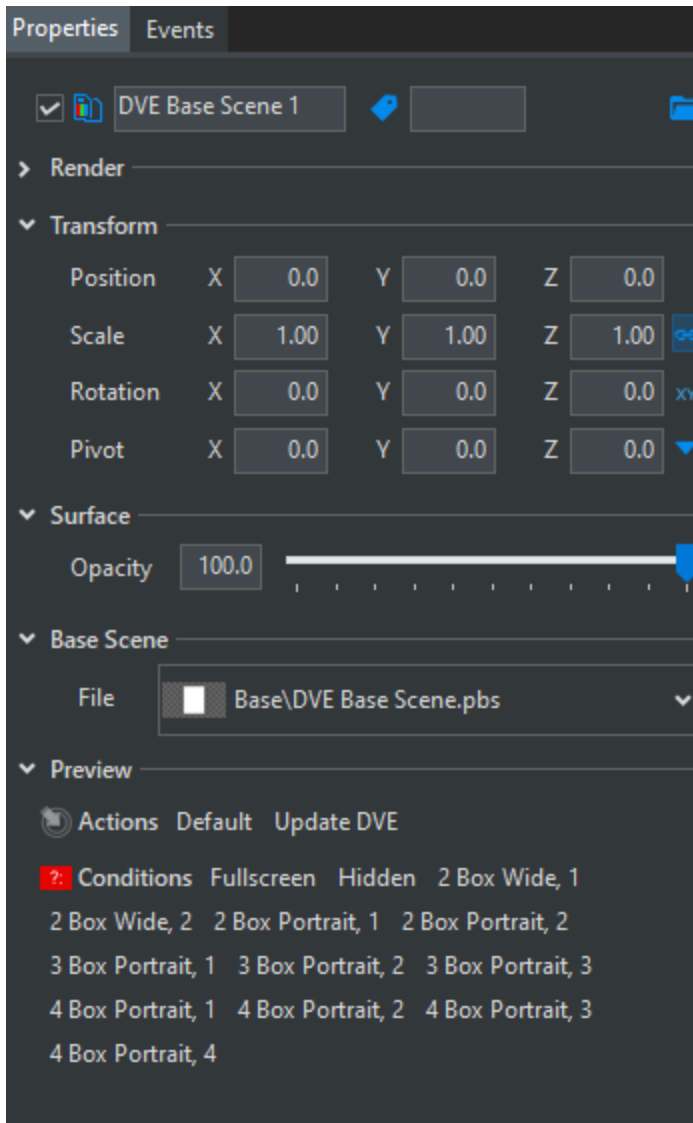 Properties Events
DVE Base Scene 1
Render
Transform
Position X 0.0 Y 0.0 Z 0.0
Scale X 1.00 Y 1.00 Z 1.00
Rotation X 0.0 Y 0.0 Z 0.0 XY
Pivot X 0.0 Y 0.0 Z 0.0
Surface
Opacity 100.0
Base Scene
File Base\DVE Base Scene.pbs
Preview
Actions Default Update DVE
?: Conditions Fullscreen Hidden 2 Box Wide, 1
2 Box Wide, 2 2 Box Portrait, 1 2 Box Portrait, 2
3 Box Portrait, 1 3 Box Portrait, 2 3 Box Portrait, 3
4 Box Portrait, 1 4 Box Portrait, 2 4 Box Portrait, 3
4 Box Portrait, 4